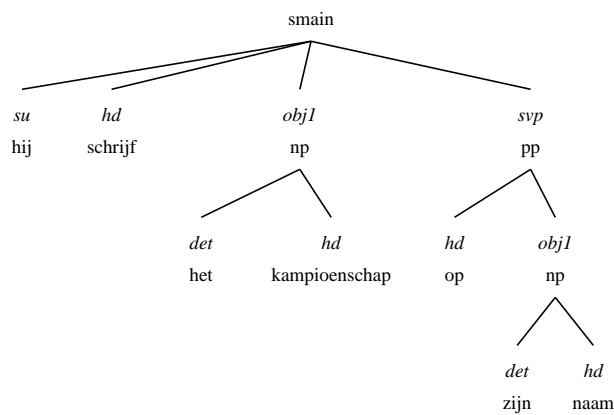 smain
su hd obj1 svp
hij schrijf np pp
det hd hd obj1
het kampioenschap op np
det hd
zijn naam